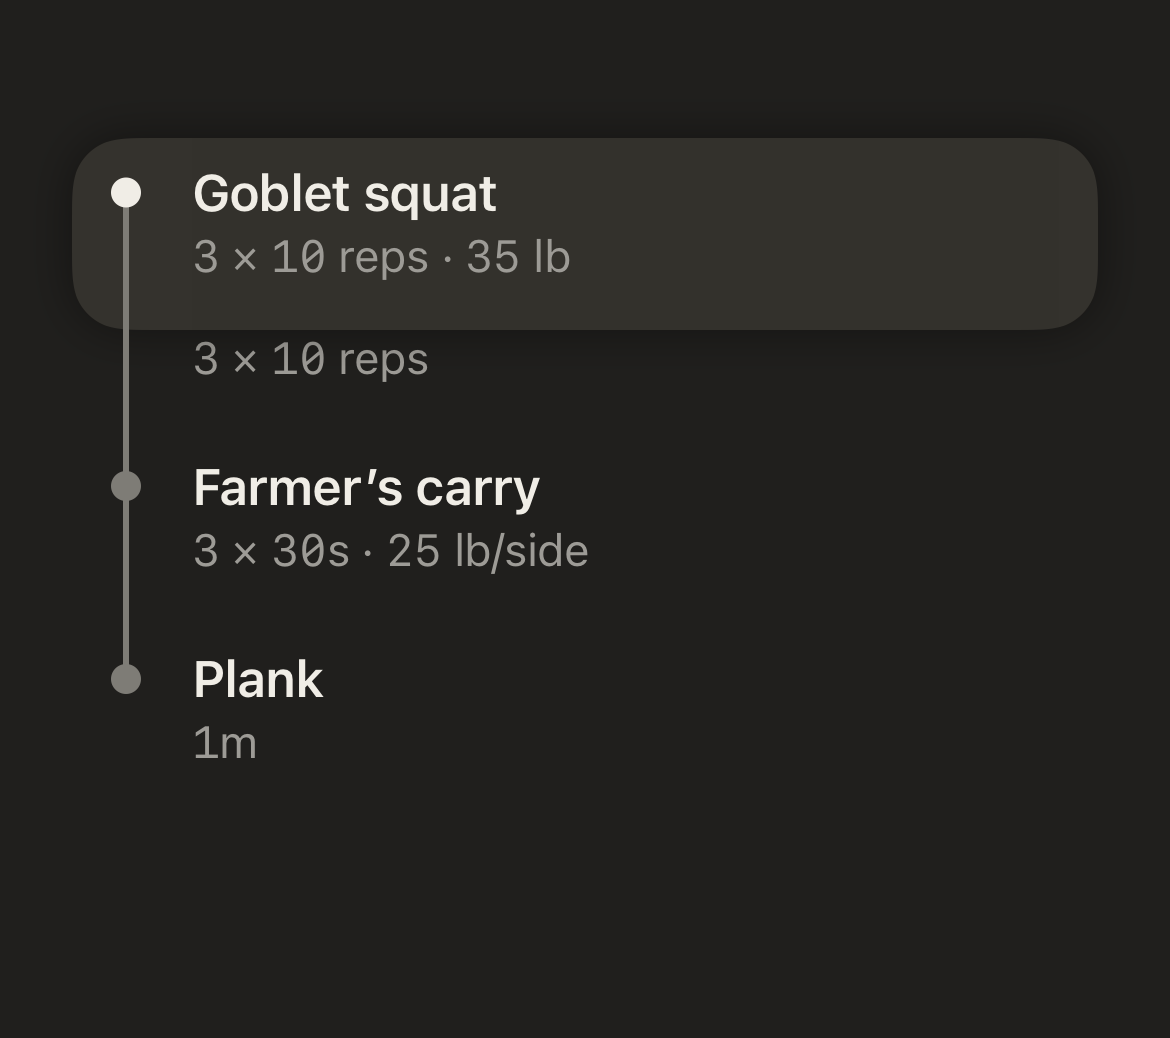 Goblet squat
3 × 10 reps · 35 lb
3 × 10 reps
Farmer’s carry
3 × 30s · 25 lb/side
Plank
1m